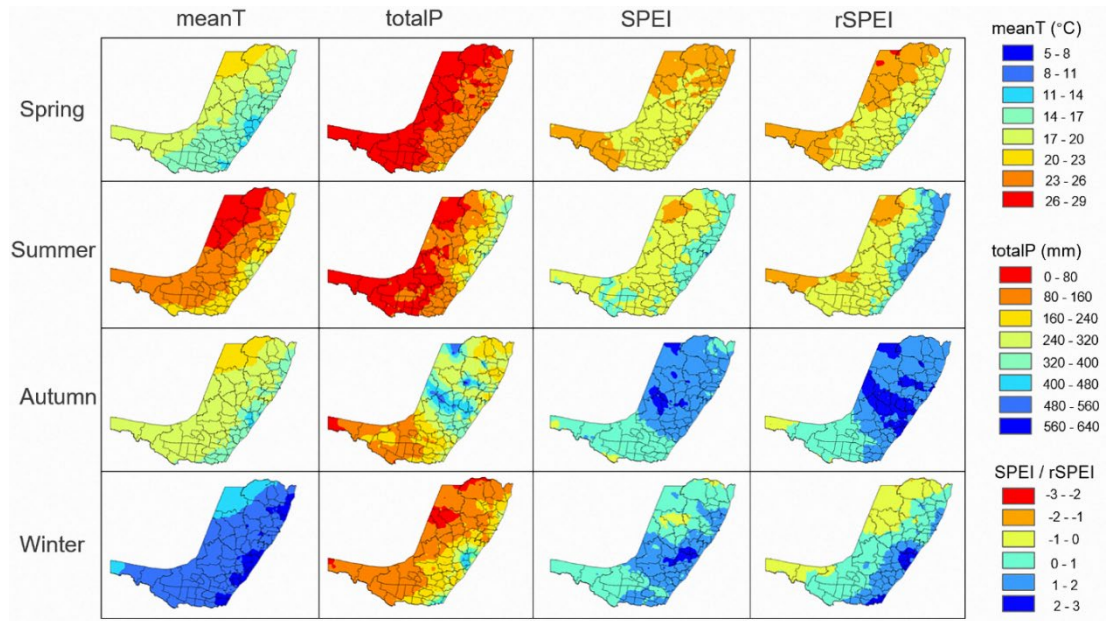 meanT totalP SPEI rSPEI
Spring
Summer
Autumn
Winter
meanT (°C)
5 - 8
8 - 11
11 - 14
14 - 17
17 - 20
20 - 23
23 - 26
26 - 29
totalP (mm)
0 - 80
80 - 160
160 - 240
240 - 320
320 - 400
400 - 480
480 - 560
560 - 640
SPEI / rSPEI
-3 - -2
-2 - -1
-1 - 0
0 - 1
1 - 2
2 - 3